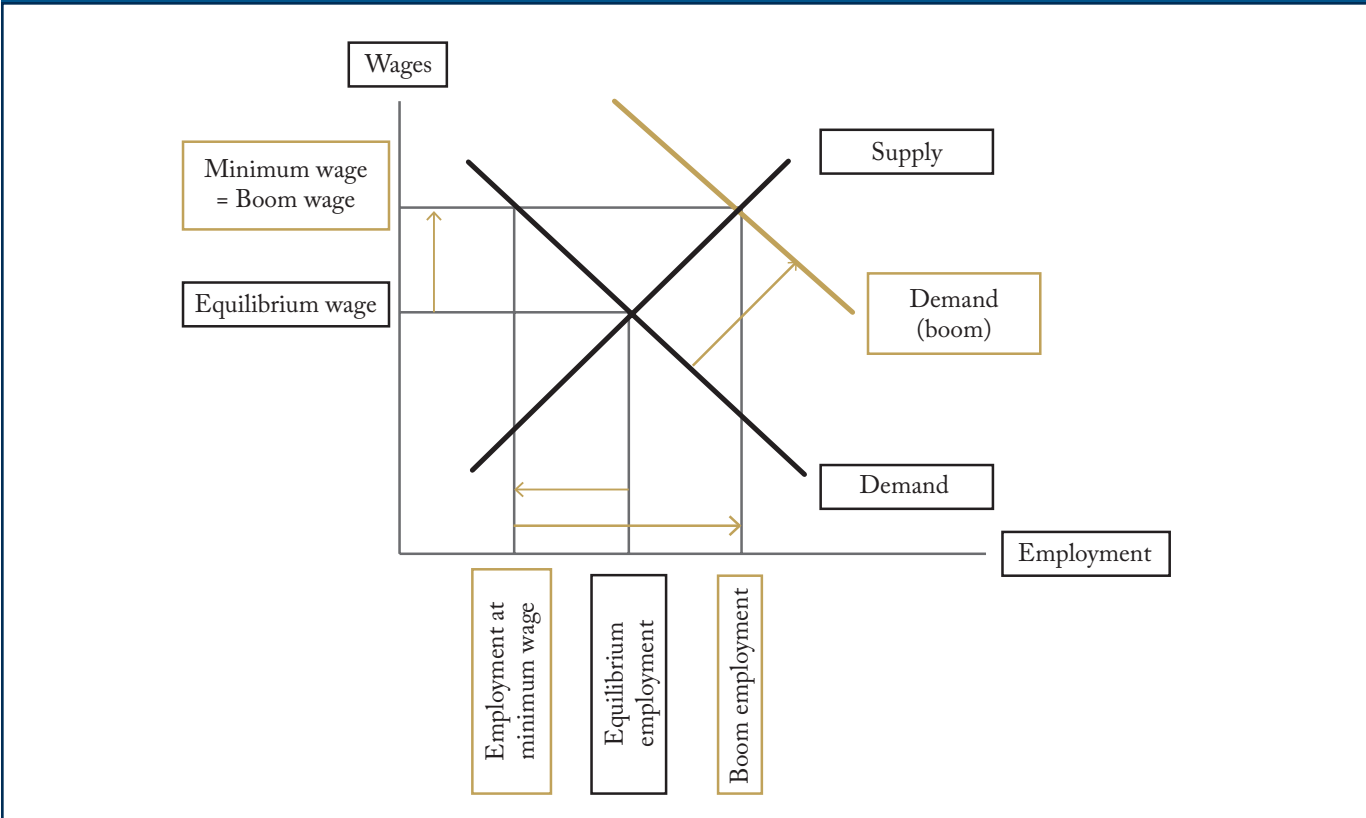 Wages
Minimum wage
= Boom wage
Supply
Equilibrium wage
Demand
(boom)
Demand
Employment
Employment at
minimum wage
Equilibrium
employment
Boom employment